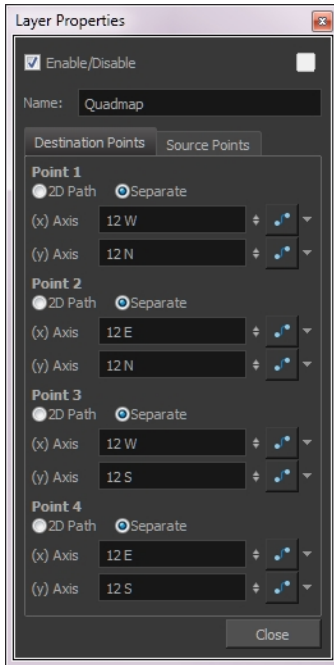 Layer Properties
Enable/Disable
Name: Quadmap
Destination Points Source Points
Point 1
2D Path Separate
(x) Axis 12 W
(y) Axis 12 N
Point 2
2D Path Separate
(x) Axis 12 E
(y) Axis 12 N
Point 3
2D Path Separate
(x) Axis 12 W
(y) Axis 12 S
Point 4
2D Path Separate
(x) Axis 12 E
(y) Axis 12 S
Close